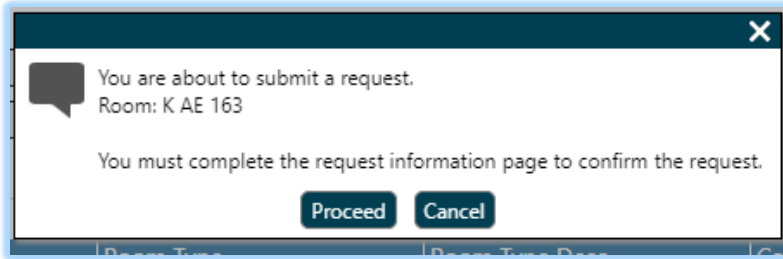 You are about to submit a request.
Room: K AE 163
You must complete the request information page to confirm the request.
Proceed Cancel